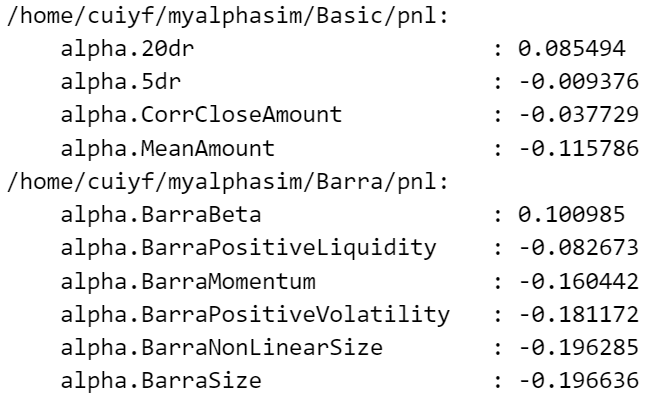 /home/cuiyf/myalphasim/Basic/pnl:
    alpha.20dr                      : 0.085494
    alpha.5dr                       : -0.009376
    alpha.CorrCloseAmount           : -0.037729
    alpha.MeanAmount                : -0.115786
/home/cuiyf/myalphasim/Barra/pnl:
    alpha.BarraBeta                 : 0.100985
    alpha.BarraPositiveLiquidity    : -0.082673
    alpha.BarraMomentum             : -0.160442
    alpha.BarraPositiveVolatility   : -0.181172
    alpha.BarraNonLinearSize        : -0.196285
    alpha.BarraSize                 : -0.196636